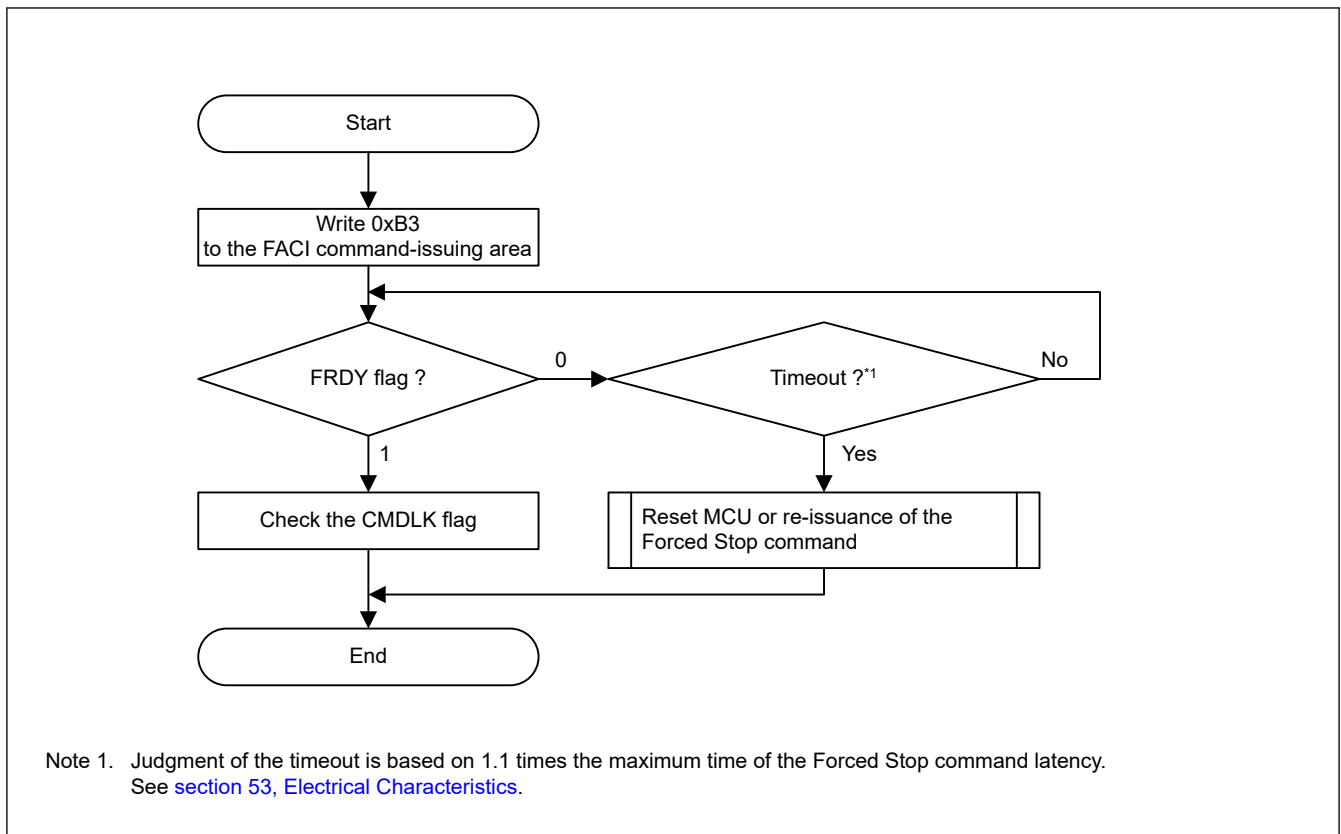 Start
Write 0xB3
to the FACI command-issuing area
FRDY flag ?
0
Timeout ?*1
No
1
Yes
Check the CMDLK flag
Reset MCU or re-issuance of the
Forced Stop command
End
Note 1. Judgment of the timeout is based on 1.1 times the maximum time of the Forced Stop command latency.
See section 53, Electrical Characteristics.